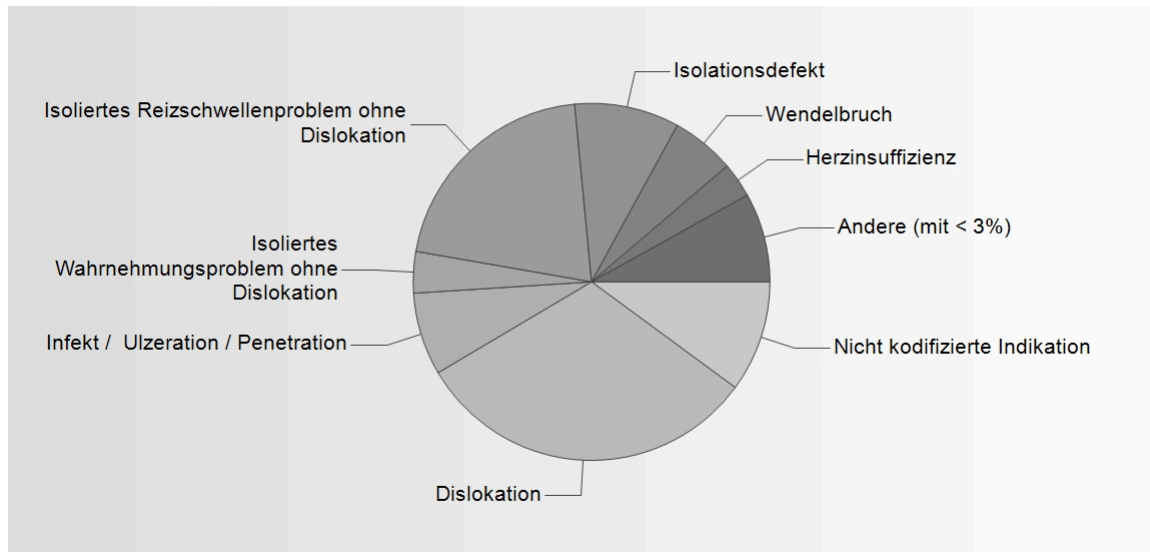 Isolationsdefekt
Isoliertes Reizschwellenproblem ohne
Dislokation
Wendelbruch
Herzinsuffizienz
Andere (mit < 3%)
Isoliertes
Wahrnehmungsproblem ohne
Dislokation
Infekt /  Ulzeration / Penetration
Nicht kodifizierte Indikation
Dislokation